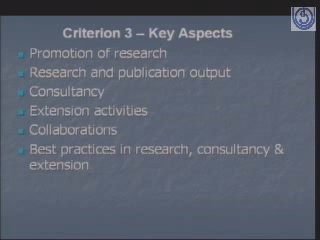 Criterion 3 – Key Aspects
Promotion of research
Research and publication output
Consultancy
Extension activities
Collaborations
Best practices in research, consultancy &
extension